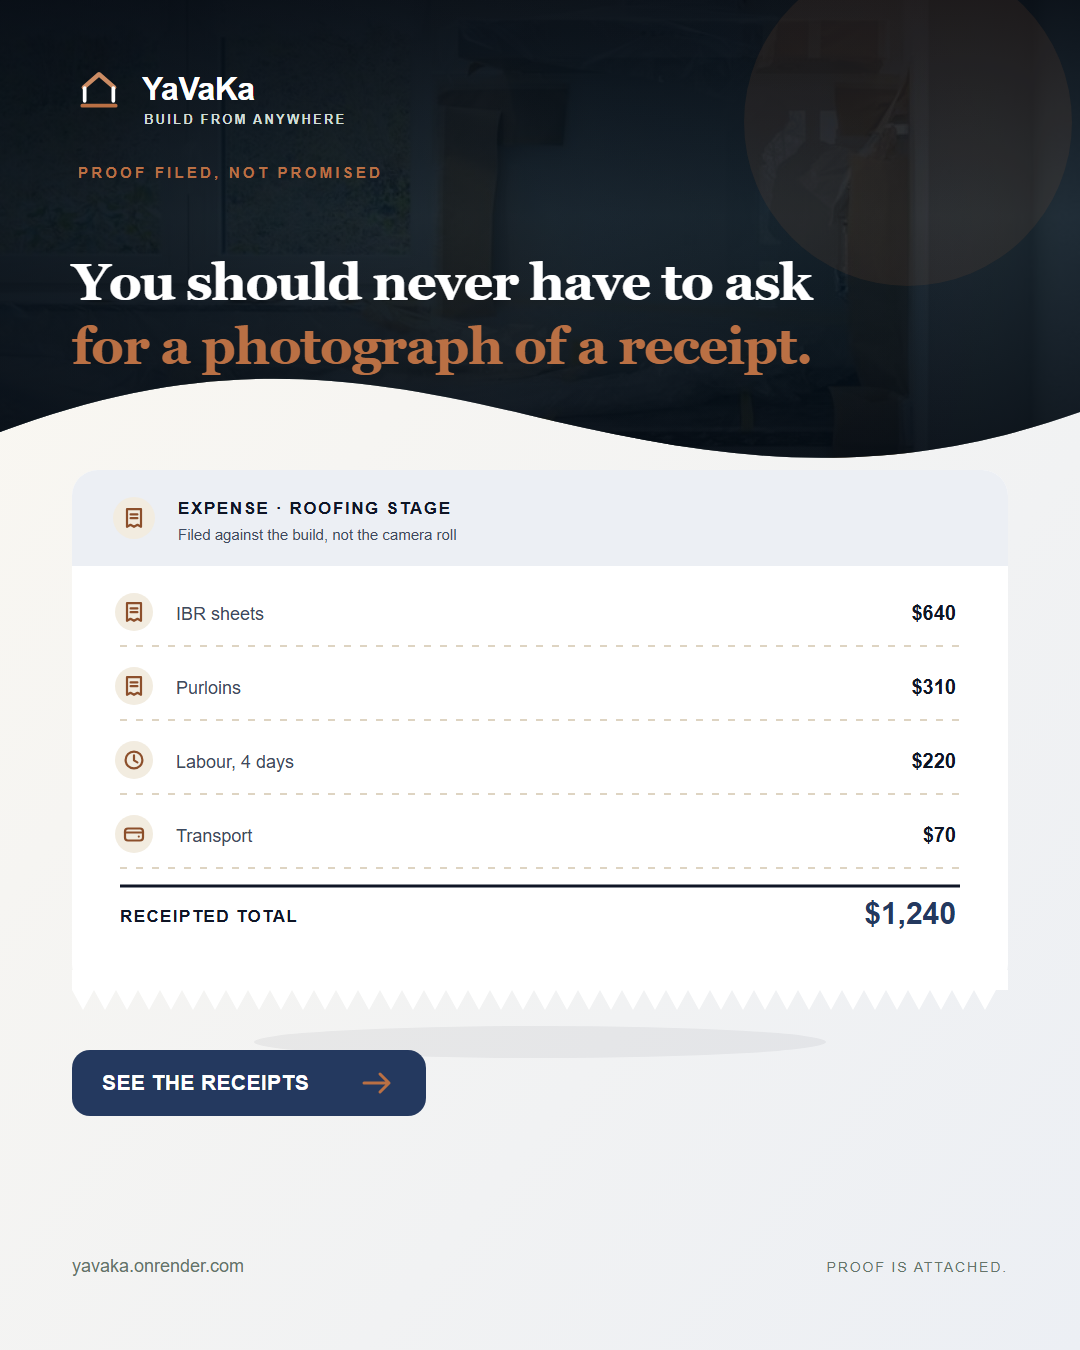 YaVaKa
BUILD FROM ANYWHERE
PROOF FILED, NOT PROMISED
You should never have to ask
for a photograph of a receipt.
EXPENSE · ROOFING STAGE
Filed against the build, not the camera roll
IBR sheets $640
Purloins $310
Labour, 4 days $220
Transport $70
RECEIPTED TOTAL $1,240
SEE THE RECEIPTS
yavaka.onrender.com
PROOF IS ATTACHED.